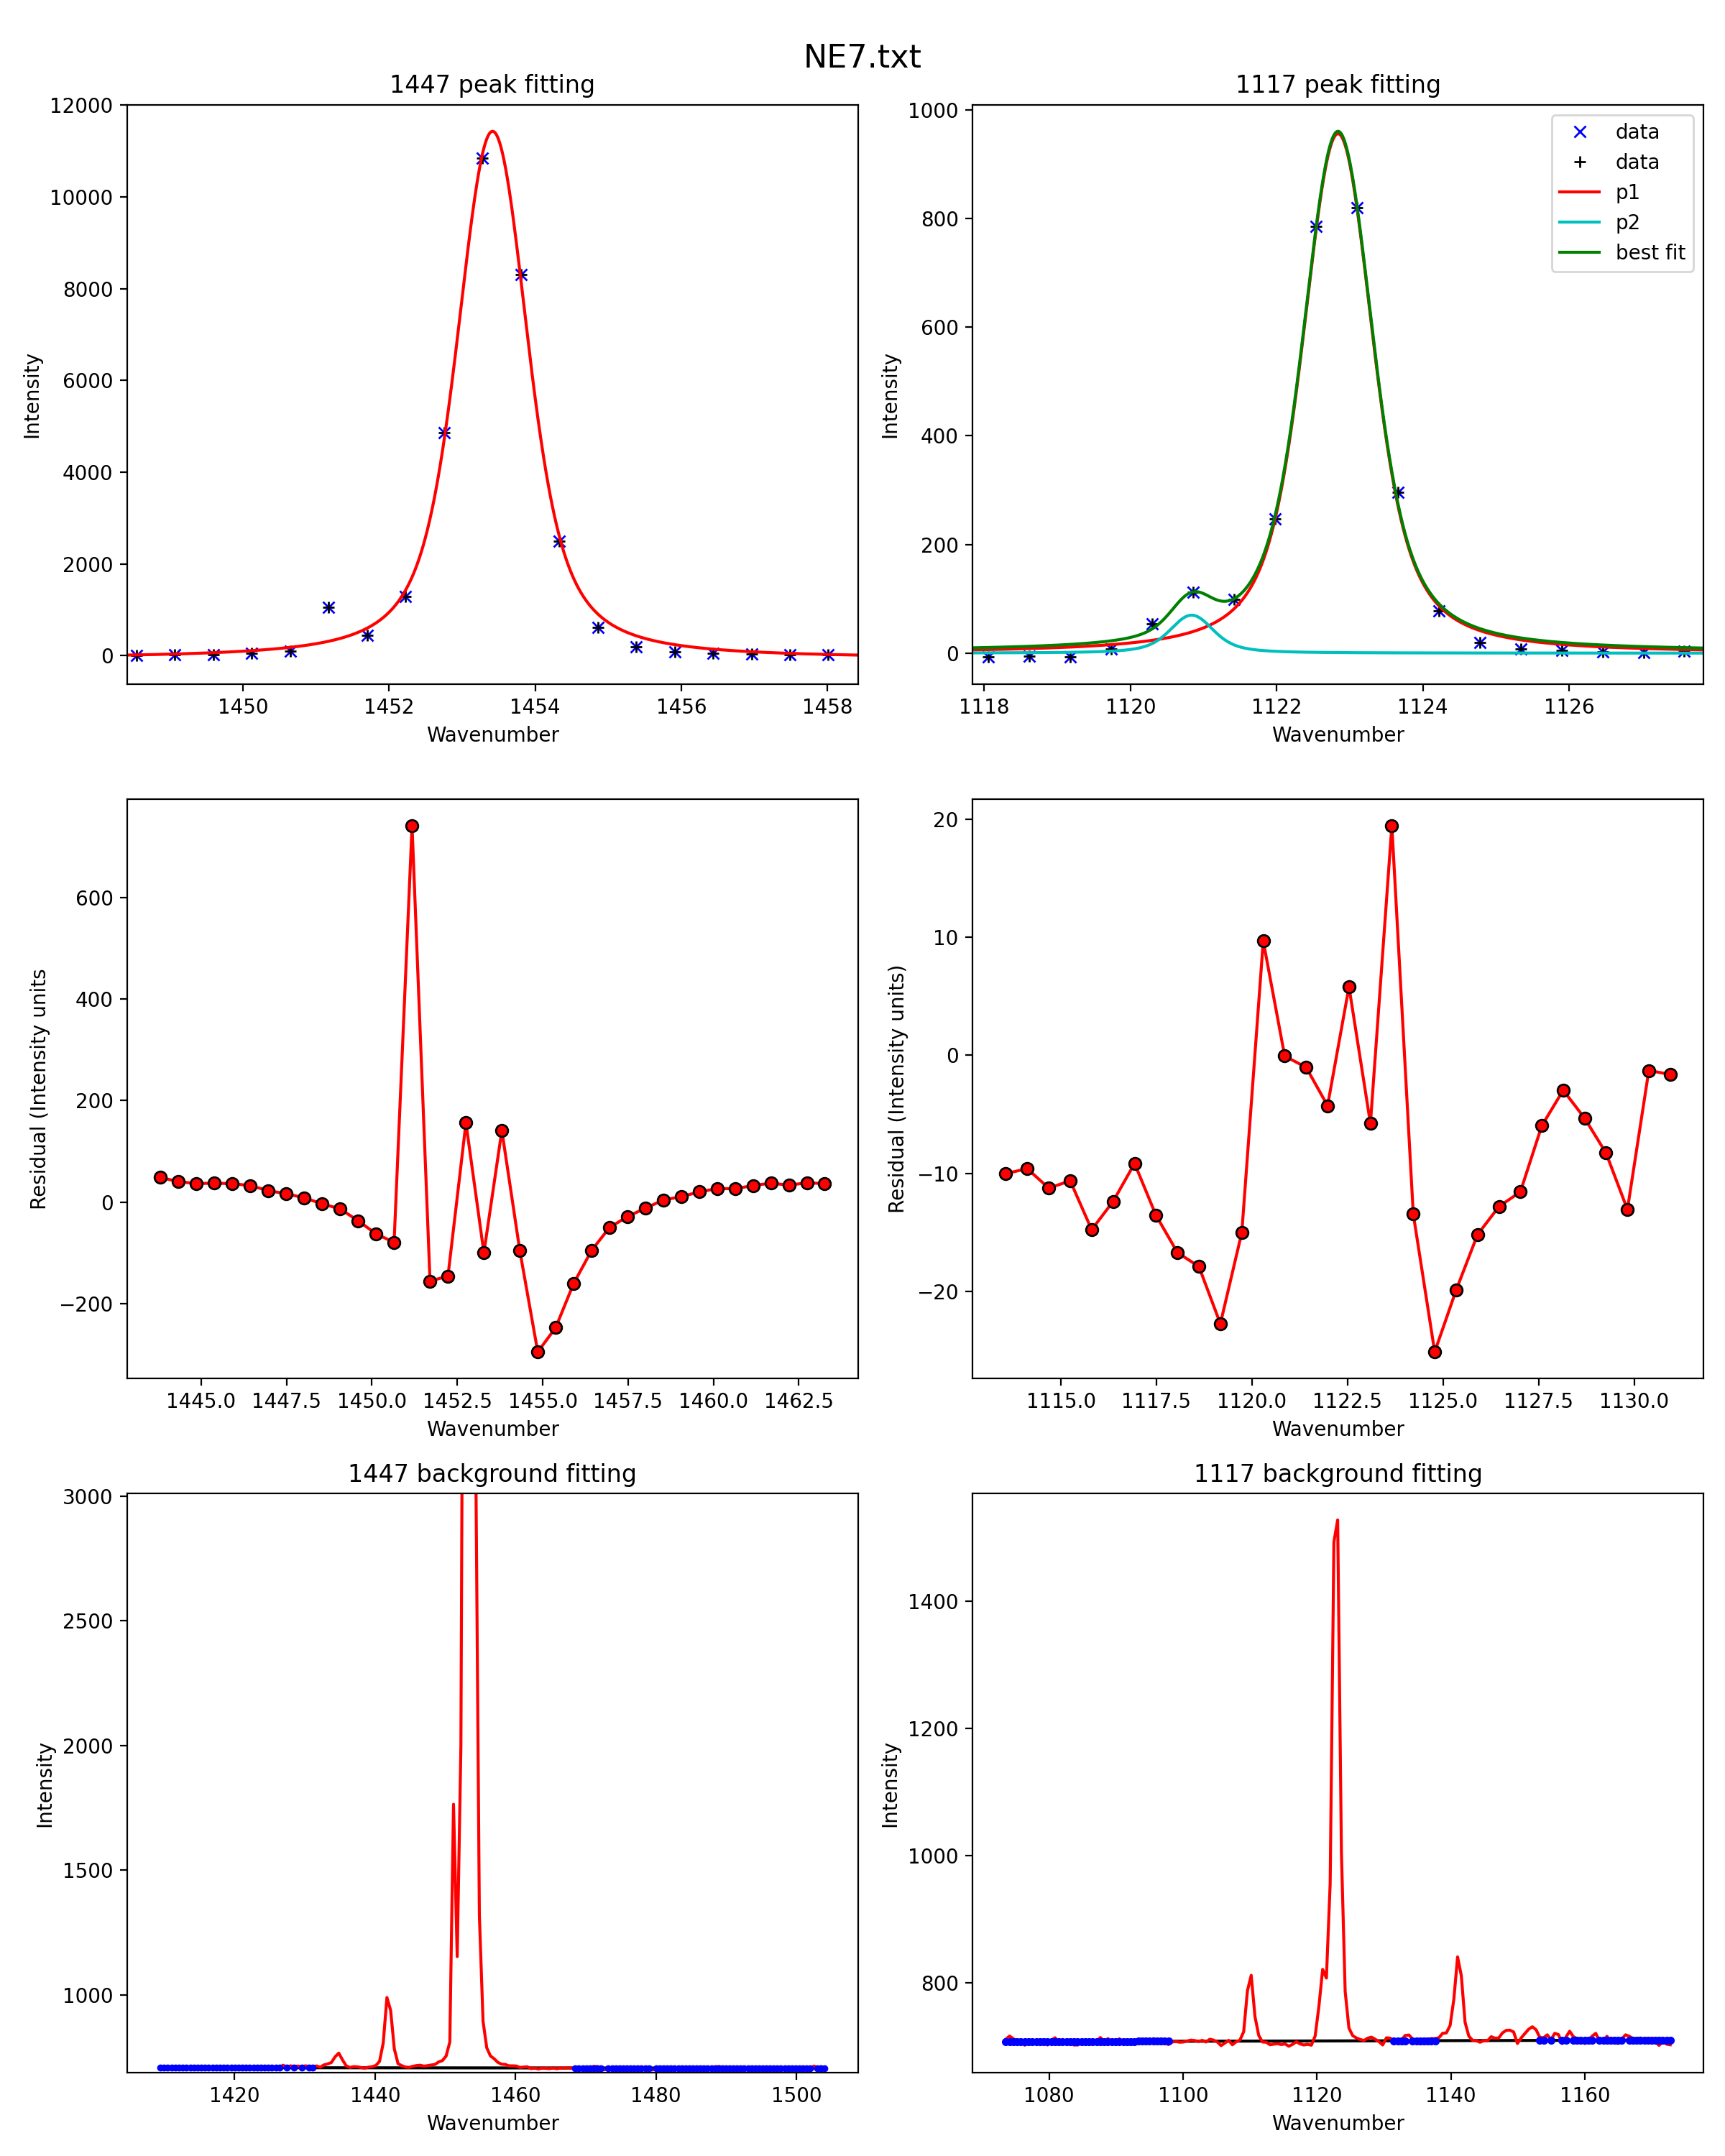 NE7.txt
1447 peak fitting
12000
10000
8000
6000
4000
2000
0
Intensity
1450 1452 1454 1456 1458
Wavenumber
1117 peak fitting
1000
800
600
400
200
0
Intensity
1118 1120 1122 1124 1126
Wavenumber
data
data
p1
p2
best fit
600
400
200
0
−200
Residual (Intensity units
1445.0 1447.5 1450.0 1452.5 1455.0 1457.5 1460.0 1462.5
Wavenumber
20
10
0
−10
−20
Residual (Intensity units)
1115.0 1117.5 1120.0 1122.5 1125.0 1127.5 1130.0
Wavenumber
1447 background fitting
3000
2500
2000
1500
1000
Intensity
1420 1440 1460 1480 1500
Wavenumber
1117 background fitting
1400
1200
1000
800
Intensity
1080 1100 1120 1140 1160
Wavenumber